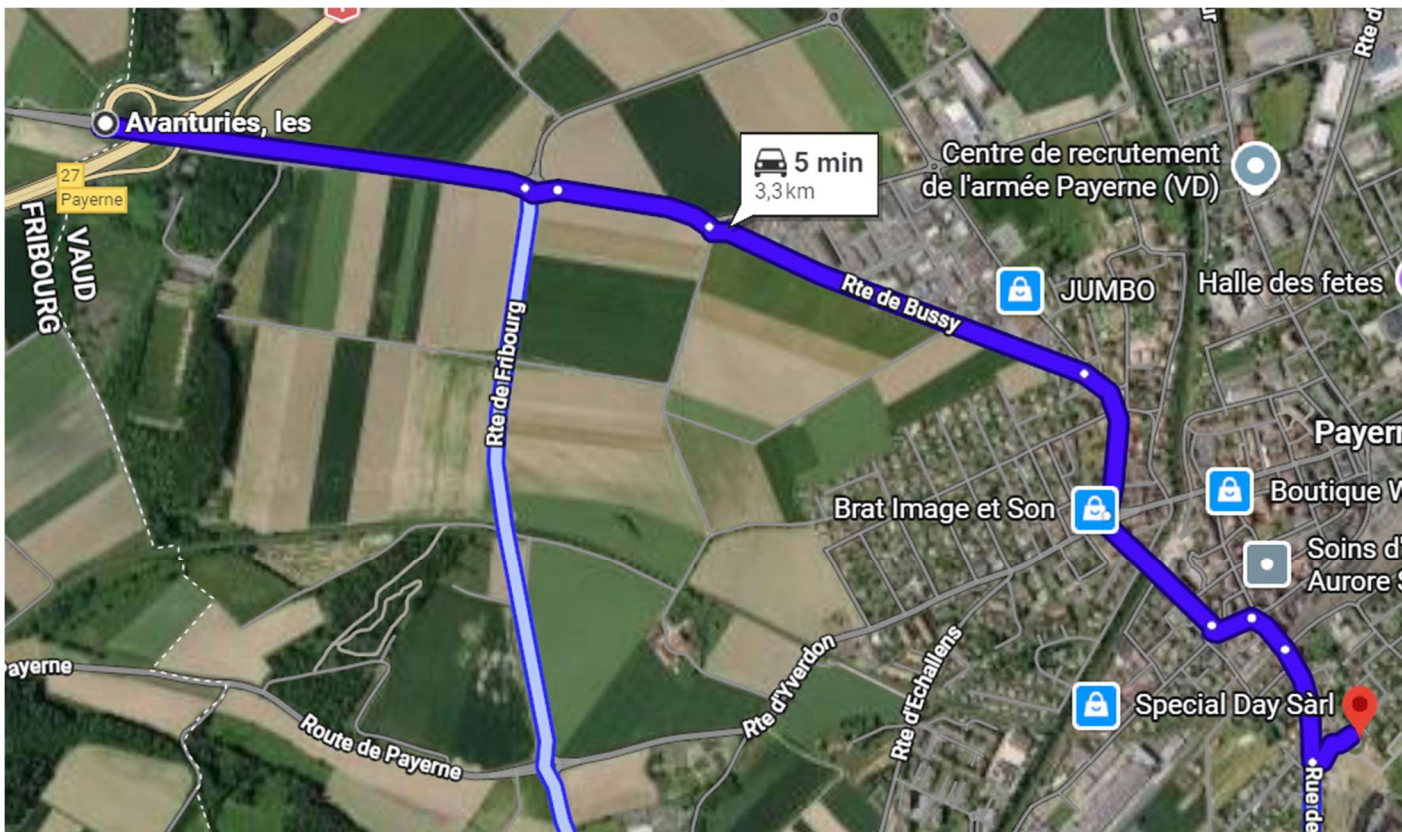 Avanturies, les
27
Payerne
FRIBOURG
VAUD
5 min
3,3 km
Centre de recrutement
de l'armée Payerne (VD)
Rte de Bussy
JUMBO
Halle des fetes
Rte de Fribourg
Brat Image et Son
Boutique
Soins d'
Aurore
Payerne
Route de Payerne
Rte d'Yverdon
Rte d'Echallens
Special Day Sàrl
Rue de
Rte d